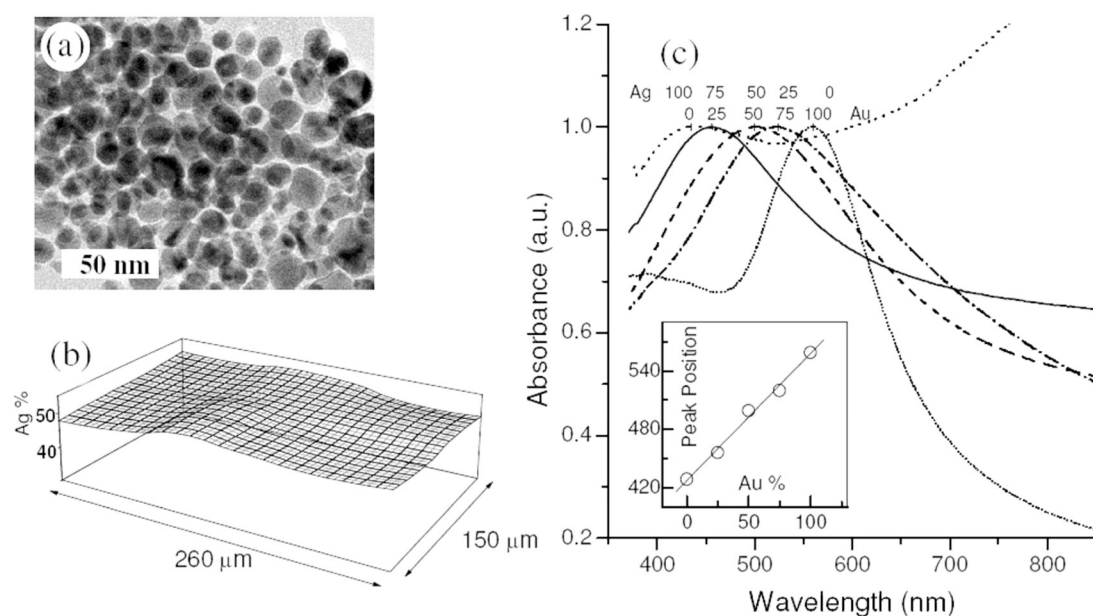 (a)
50 nm
(b)
Ag %
50
40
260 μm
150 μm
(c)
Ag 100 75 50 25 0
0 25 50 75 100 Au
Absorbance (a.u.)
1.2
1.0
0.8
0.6
0.4
0.2
400 500 600 700 800
Wavelength (nm)
Peak Position
540
480
420
Au %
0 50 100